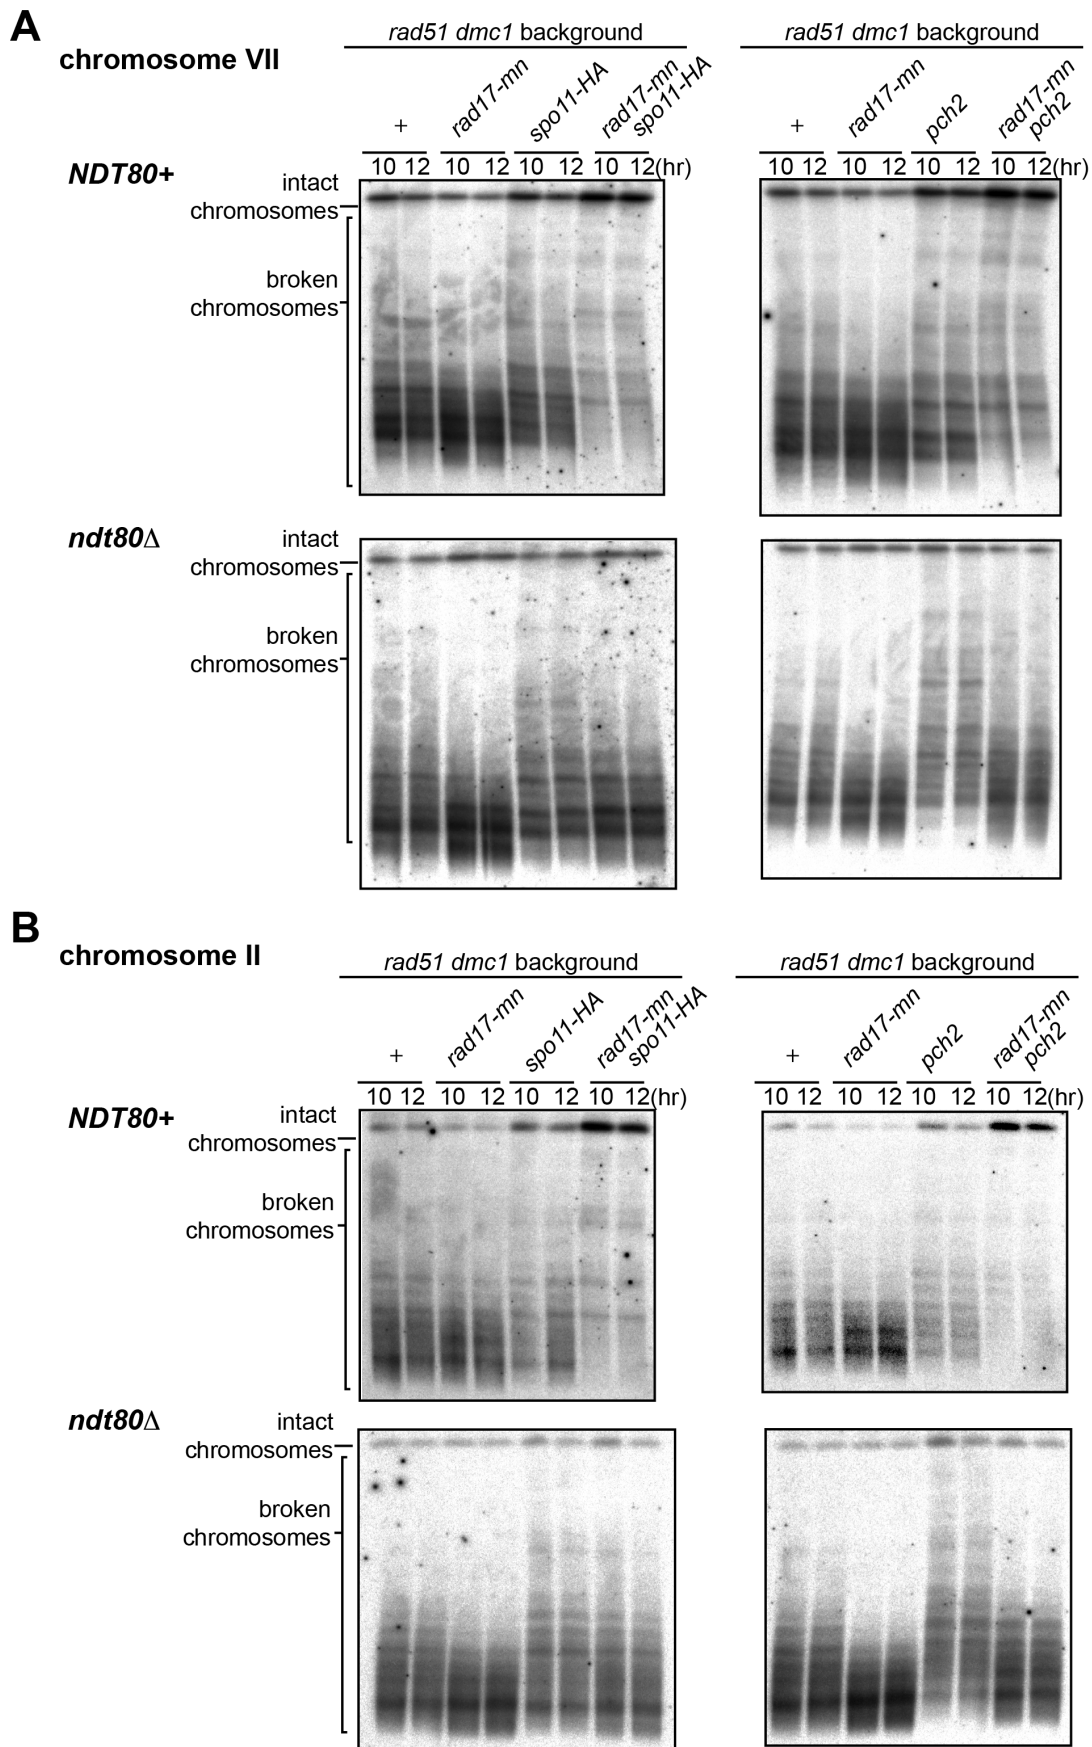 A
chromosome VII
rad51 dmc1 background
rad51 dmc1 background
+ rad17-mn spo11-HA rad17-mn spo11-HA
+ rad17-mn pch2 rad17-mn pch2
NDT80+
10 12 10 12 10 12 10 12(hr)
10 12 10 12 10 12 10 12(hr)
intact
chromosomes
broken
chromosomes
ndt80Δ
intact
chromosomes
broken
chromosomes
B
chromosome II
rad51 dmc1 background
rad51 dmc1 background
+ rad17-mn spo11-HA rad17-mn spo11-HA
+ rad17-mn pch2 rad17-mn pch2
NDT80+
10 12 10 12 10 12 10 12(hr)
10 12 10 12 10 12 10 12(hr)
intact
chromosomes
broken
chromosomes
ndt80Δ
intact
chromosomes
broken
chromosomes